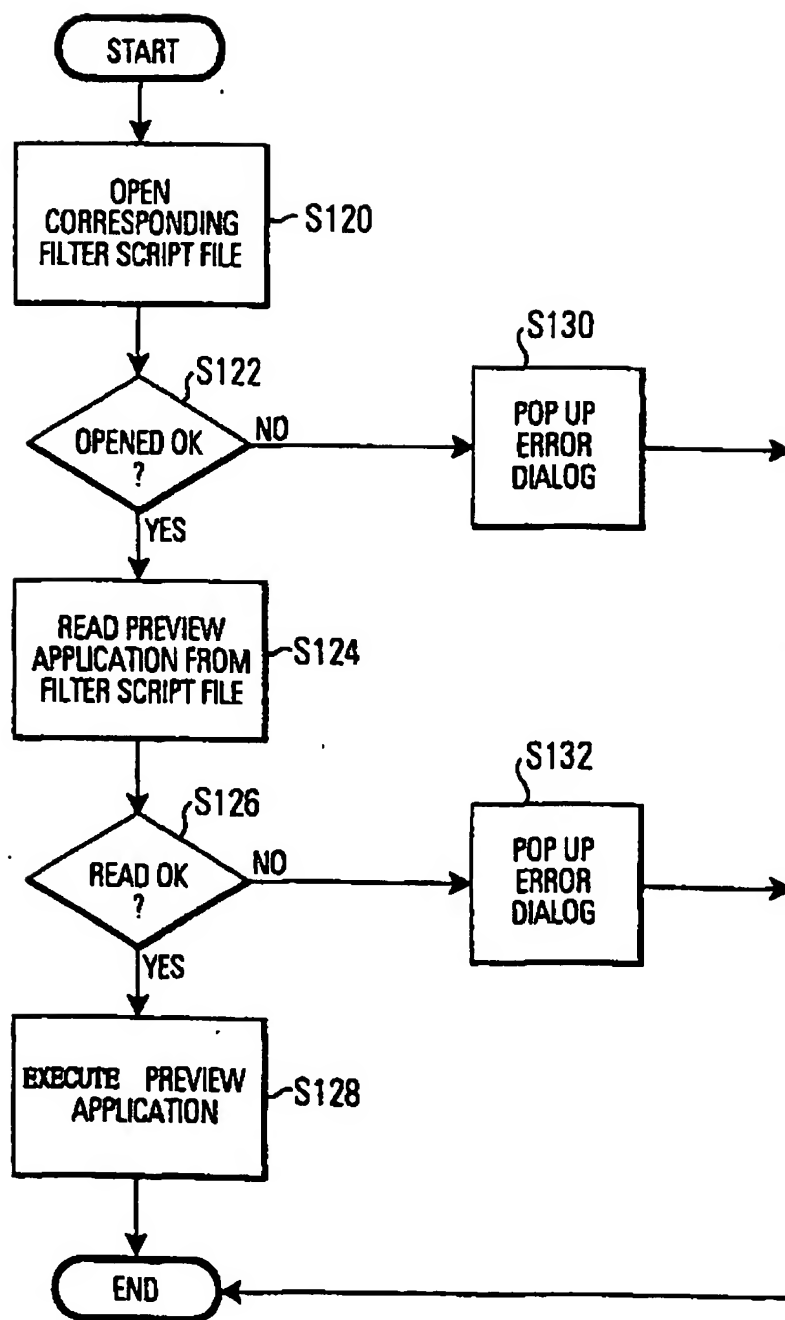 START
OPEN
CORRESPONDING
FILTER SCRIPT FILE
S120
S122
OPENED OK
?
NO
YES
S130
POP UP
ERROR
DIALOG
READ PREVIEW
APPLICATION FROM
FILTER SCRIPT FILE
S124
S126
READ OK
?
NO
YES
S132
POP UP
ERROR
DIALOG
EXECUTE PREVIEW
APPLICATION
S128
END